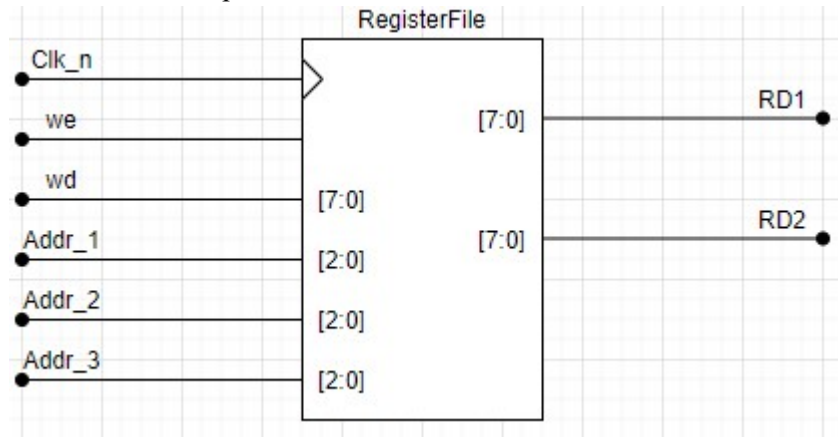 RegisterFile
Clk_n
we
wd
Addr_1
Addr_2
Addr_3
[7:0]
[2:0]
[2:0]
[2:0]
[7:0]
[7:0]
RD1
RD2